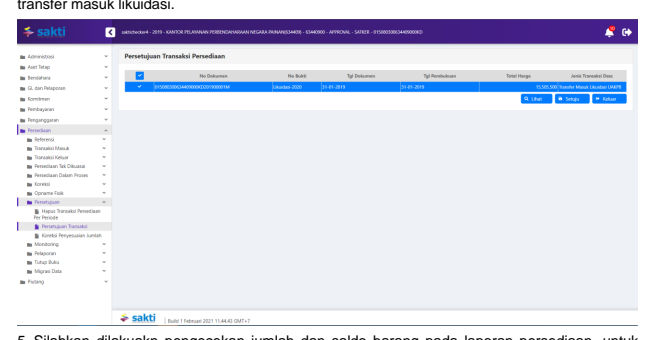 transfer masuk likuidasi.
sakti
saktichecker4 - 2019 - KANTOR PELAYANAN PERBENDAHARAAN NEGARA PAINAN(634409) - 6344090 - APPROVAL - SATKER - 015080300634409000KD
Administrasi
Aset Tetap
Bendahara
GL dan Pelaporan
Komitmen
Pembayaran
Penganggaran
Persediaan
Referensi
Transaksi Masuk
Transaksi Keluar
Persediaan Tak Dikuasai
Persediaan Dalam Proses
Koreksi
Opname Fisik
Persetujuan
Hapus Transaksi Persediaan
Per Periode
Persetujuan Transaksi
Koreksi Penyesuaian Jumlah
Monitoring
Pelaporan
Tutup Buku
Migrasi Data
Piutang
Persetujuan Transaksi Persediaan
No Dokumen No Bukti Tgl Dokumen Tgl Pembukuan Total Harga Jenis Transaksi Desc
015080300634409000KD201900001M Likuidasi-2020 31-01-2019 31-01-2019 15,505,500 Transfer Masuk Likuidasi UAKPB
Lihat Setuju Keluar
sakti | Build 1 Februari 2021 11.44.43 GMT+7
5. Silahkan dilakuakn pengecekan jumlah dan saldo barang pada laporan persediaan, untuk